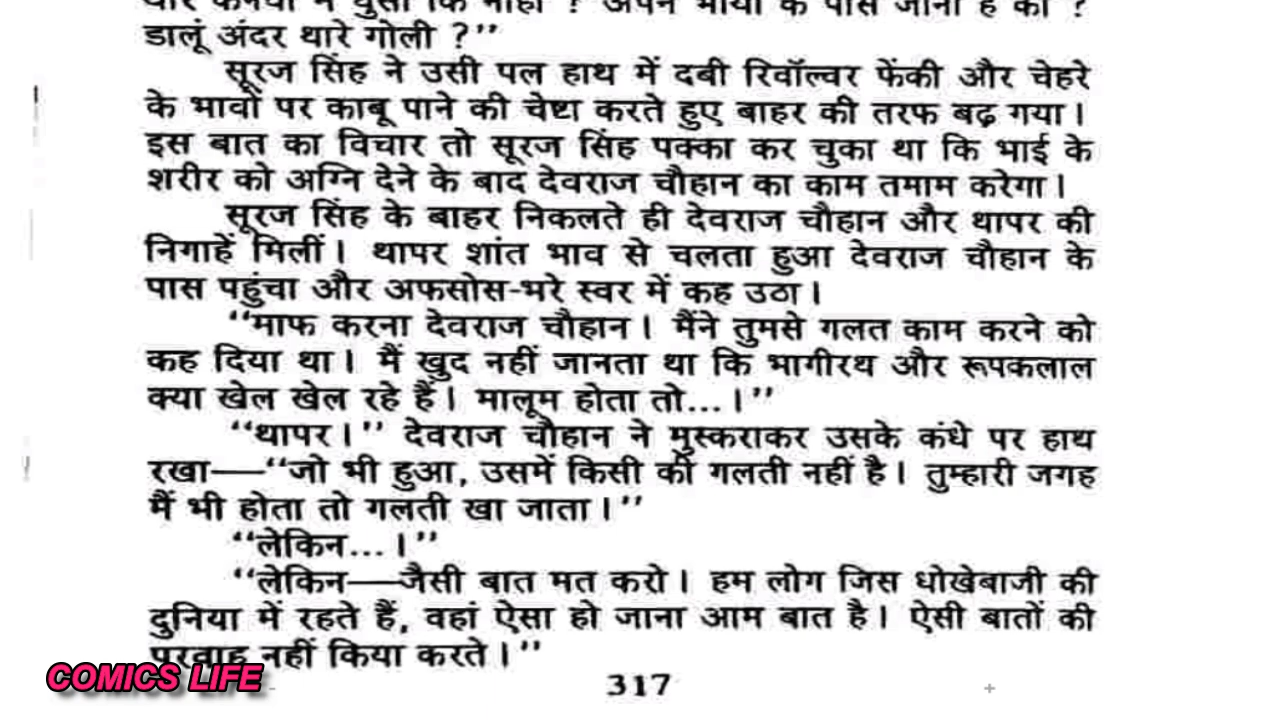 डालूं अंदर थारे गोली ?’’
सूरज सिंह ने उसी पल हाथ में दबी रिवॉल्वर फेंकी और चेहरे
के भावों पर काबू पाने की चेष्टा करते हुए बाहर की तरफ बढ़ गया।
इस बात का विचार तो सूरज सिंह पक्का कर चुका था कि भाई के
शरीर को अग्नि देने के बाद देवराज चौहान का काम तमाम करेगा।
सूरज सिंह के बाहर निकलते ही देवराज चौहान और थापर की
निगाहें मिलीं। थापर शांत भाव से चलता हुआ देवराज चौहान के
पास पहुंचा और अफसोस-भरे स्वर में कह उठा।
‘‘माफ करना देवराज चौहान। मैंने तुमसे गलत काम करने को
कह दिया था। मैं खुद नहीं जानता था कि भागीरथ और रूपकलाल
क्या खेल खेल रहे हैं। मालूम होता तो...।’’
‘‘थापर।’’ देवराज चौहान ने मुस्कराकर उसके कंधे पर हाथ
रखा—‘‘जो भी हुआ, उसमें किसी की गलती नहीं है। तुम्हारी जगह
मैं भी होता तो गलती खा जाता।’’
‘‘लेकिन...।’’
‘‘लेकिन—जैसी बात मत करो। हम लोग जिस धोखेबाजी की
दुनिया में रहते हैं, वहां ऐसा हो जाना आम बात है। ऐसी बातों की
परवाह नहीं किया करते।’’
COMICS LIFE
317